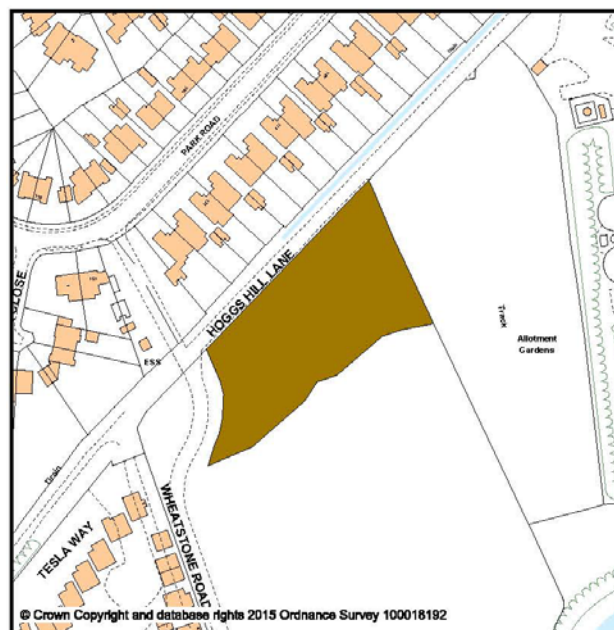 PARK ROAD
HOGGS HILL LANE
Track
Allotment
Gardens
ESS
Drain
TESLA WAY
WHEATSTONE ROAD
© Crown Copyright and database rights 2015 Ordnance Survey 100018192